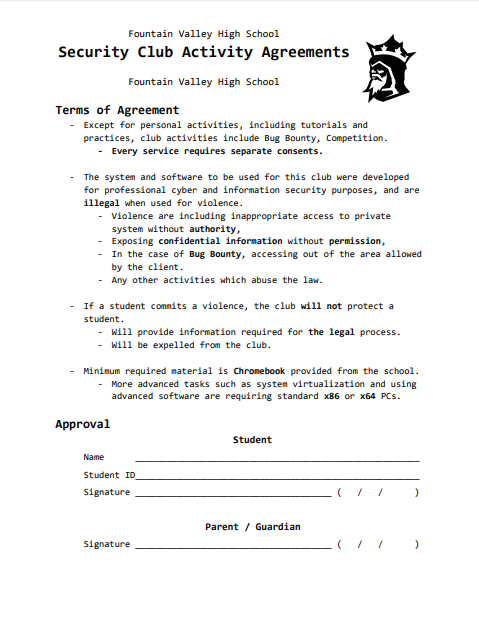 Fountain Valley High School
Security Club Activity Agreements
Fountain Valley High School
Terms of Agreement
- Except for personal activities, including tutorials and
practices, club activities include Bug Bounty, Competition.
- Every service requires separate consents.
- The system and software to be used for this club were developed
for professional cyber and information security purposes, and are
illegal when used for violence.
- Violence are including inappropriate access to private
system without authority,
- Exposing confidential information without permission,
- In the case of Bug Bounty, accessing out of the area allowed
by the client.
- Any other activities which abuse the law.
- If a student commits a violence, the club will not protect a
student.
- Will provide information required for the legal process.
- Will be expelled from the club.
- Minimum required material is Chromebook provided from the school.
- More advanced tasks such as system virtualization and using
advanced software are requiring standard x86 or x64 PCs.
Approval
Student
Name
Student ID
Signature ( / / )
Parent / Guardian
Signature ( / / )